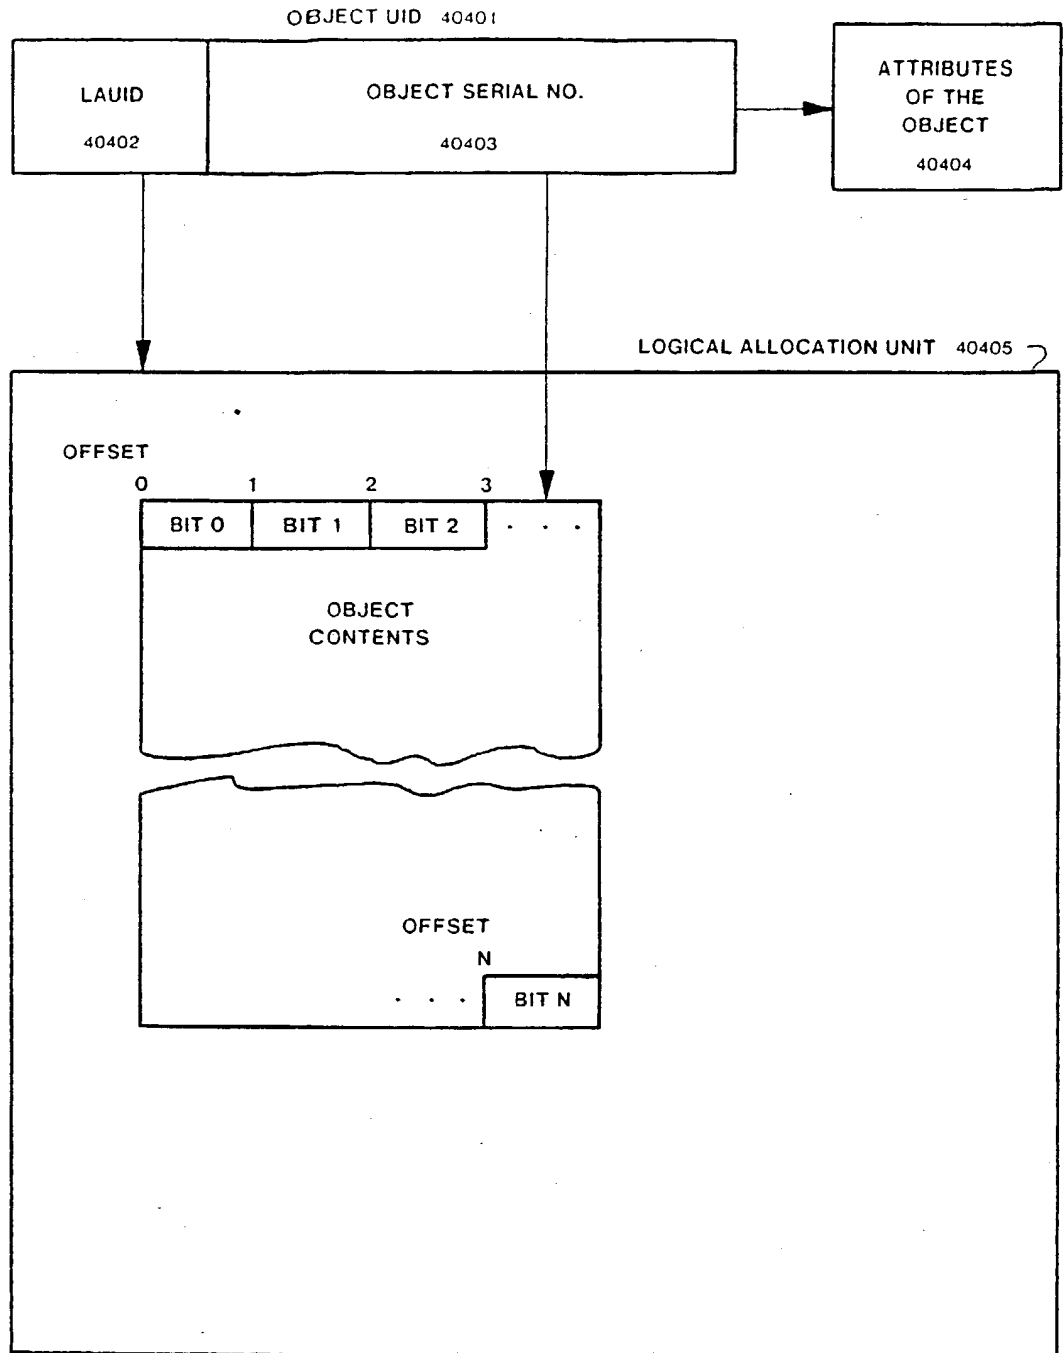 OBJECT UID 40401
LAUID
40402
OBJECT SERIAL NO.
40403
ATTRIBUTES
OF THE
OBJECT
40404
LOGICAL ALLOCATION UNIT 40405
OFFSET
0 1 2 3
BIT 0 BIT 1 BIT 2 . . .
OBJECT
CONTENTS
OFFSET
N
. . . BIT N